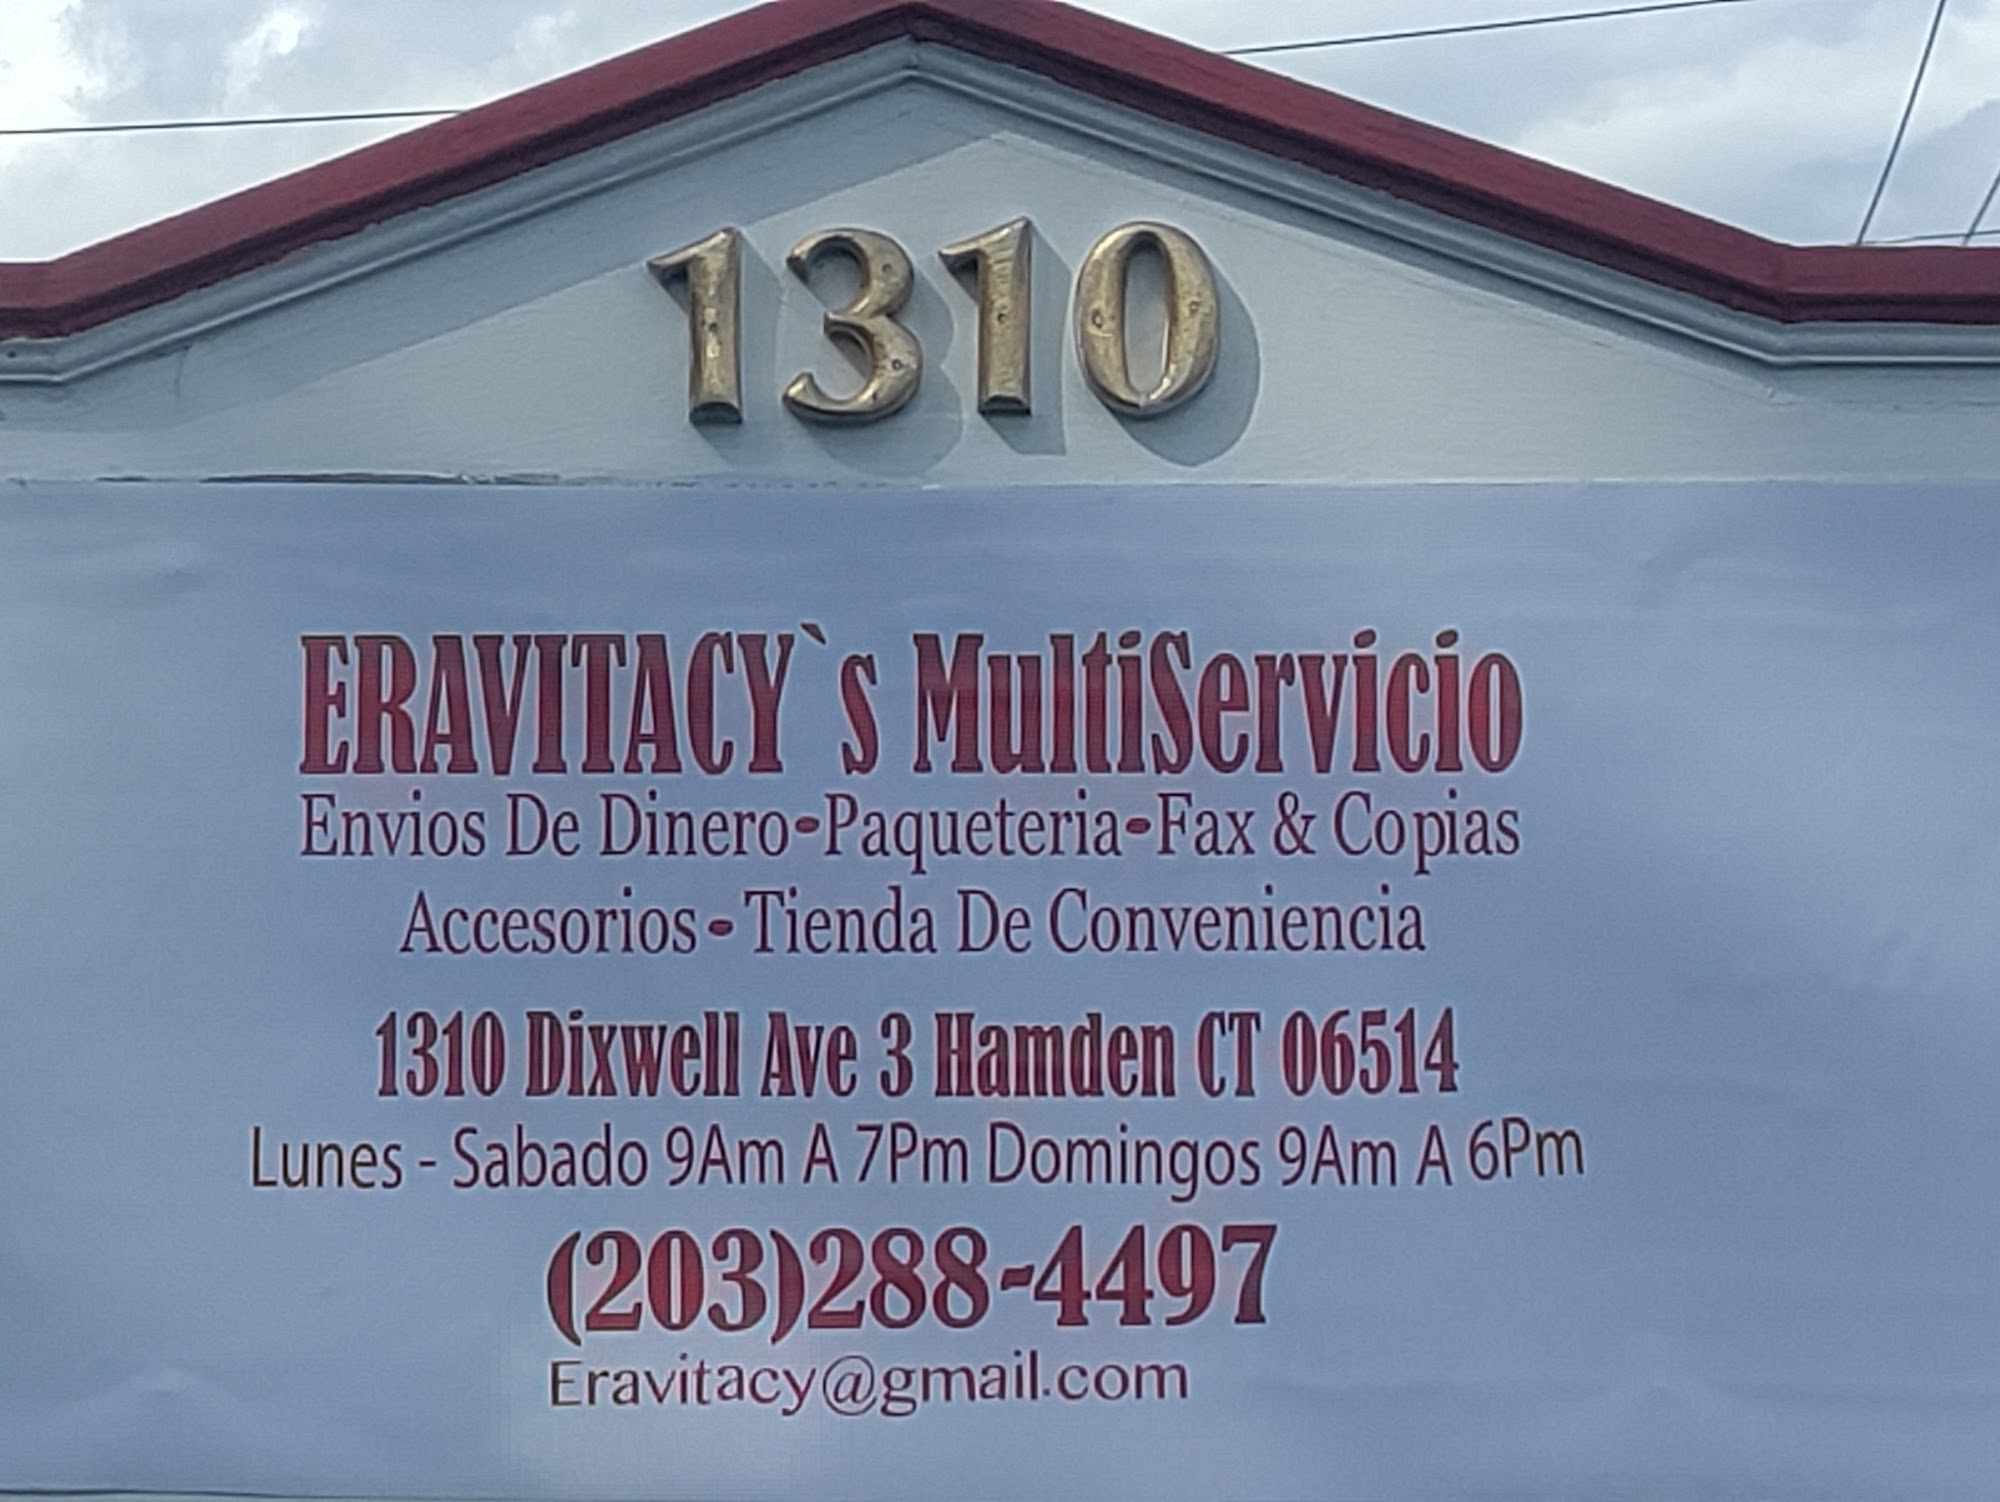 1310
ERAVITACY`s MultiServicio
Envios De Dinero-Paqueteria-Fax & Copias
Accesorios - Tienda De Conveniencia
1310 Dixwell Ave 3 Hamden CT 06514
Lunes - Sabado 9Am A 7Pm Domingos 9Am A 6Pm
(203)288-4497
Eravitacy@gmail.com